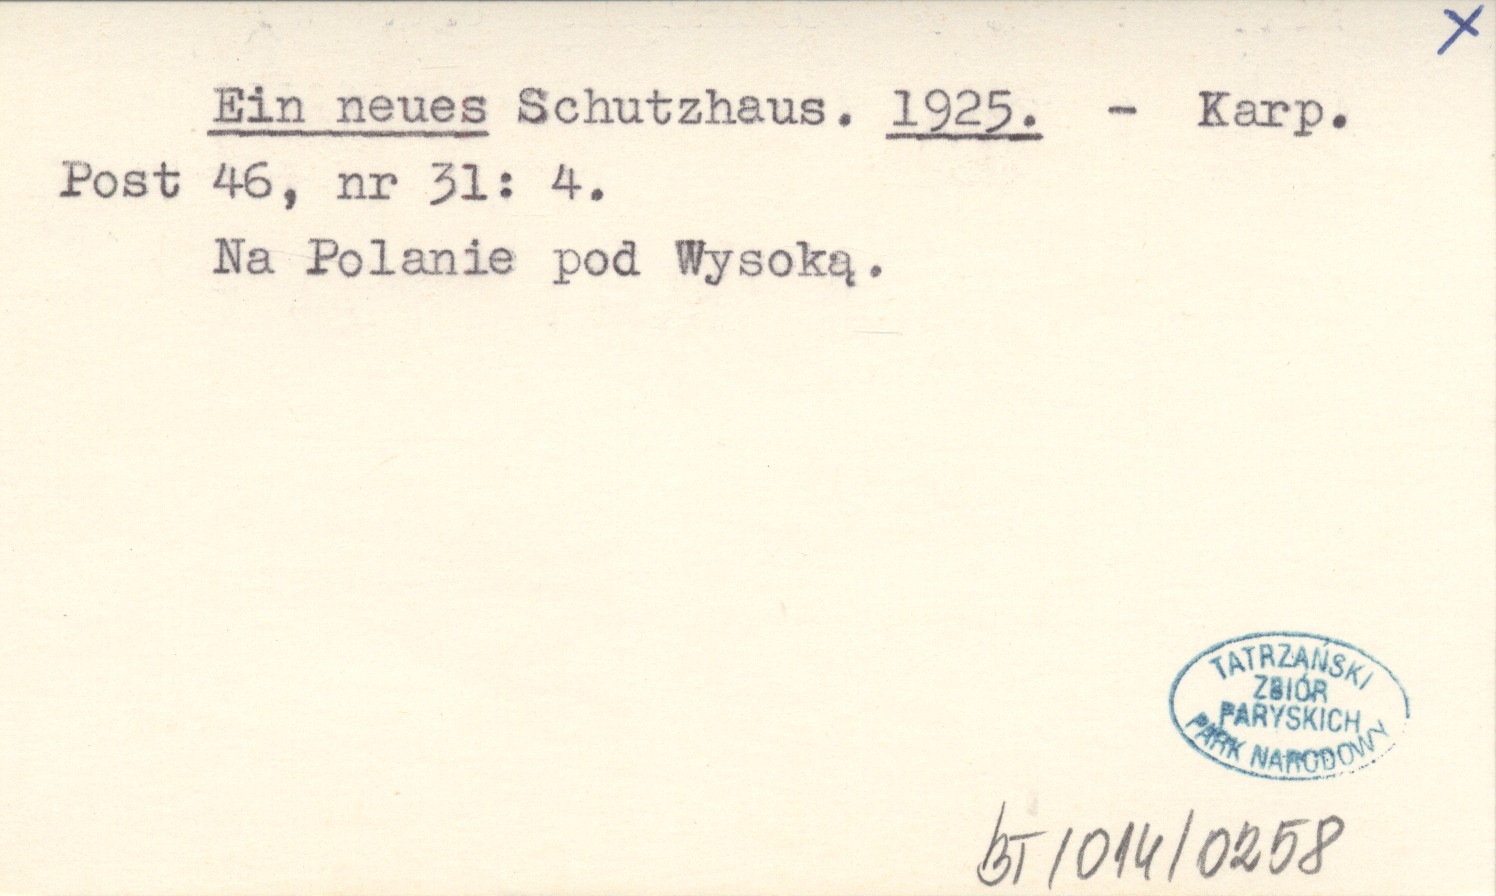 x
Ein neues Schutzhaus. 1925. - Karp.
Post 46, nr 31: 4.
Na Polanie pod Wysoką.
TATRZAŃSKI
ZBIÓR
PARYSKICH
PARK NARODOWY
BT/014/0258